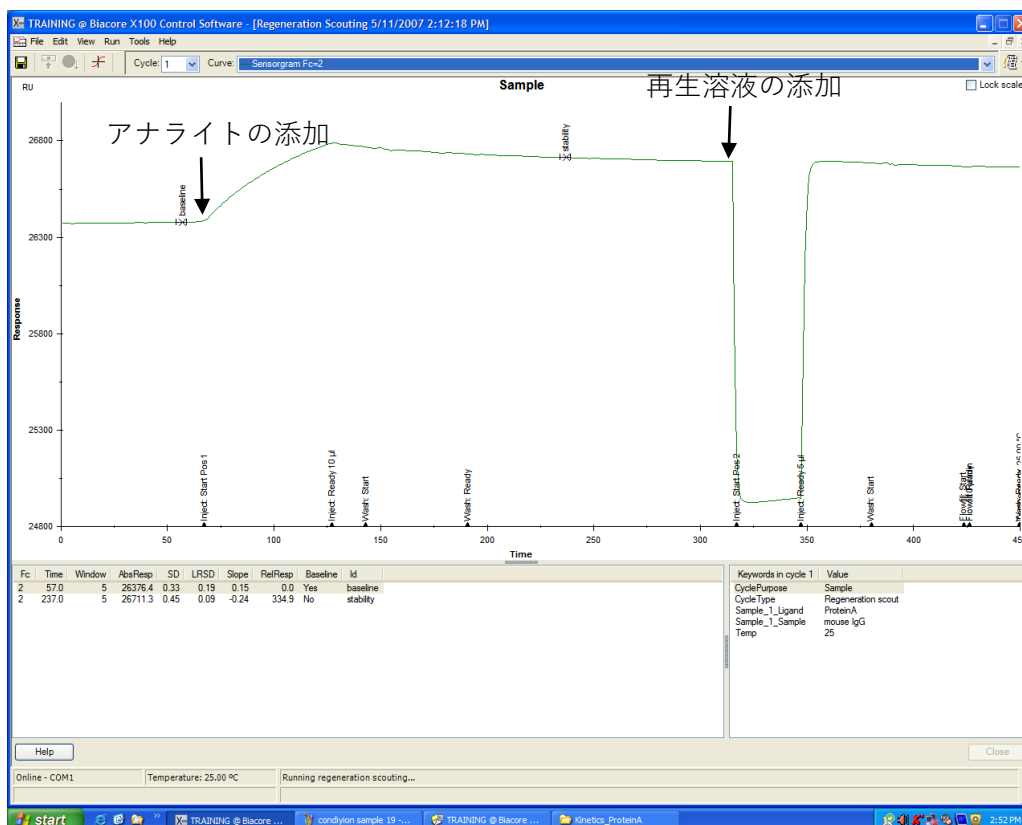 TRAINING @ Biacore X100 Control Software - [Regeneration Scouting 5/11/2007 2:12:18 PM]
File Edit View Run Tools Help
Cycle: 1 Curve: Sensorgram Fc=2
RU
Sample
Lock scale
再生溶液の添加
アナライトの添加
baseline
stability
26800
26300
25800
25300
24800
Response
Inject: Start Pos 1
Inject: Ready 10 µl
Wash: Start
Wash: Ready
Inject: Start Pos 2
Inject: Ready 5 µl
Wash: Start
0 50 100 150 200 250 300 350 400
Time
Fc Time Window AbsResp SD LRSD Slope RelResp Baseline Id
2 57.0 5 26376.4 0.33 0.19 0.15 0.0 Yes baseline
2 237.0 5 26711.3 0.45 0.09 -0.24 334.9 No stability
Keywords in cycle 1 Value
CyclePurpose Sample
CycleType Regeneration scout
Sample_1_Ligand ProteinA
Sample_1_Sample mouse IgG
Temp 25
Help
Close
Online - COM1 Temperature: 25.00 ºC Running regeneration scouting...
start TRAINING @ Biacore ... condiyion sample 19 -... TRAINING @ Biacore ... Kinetics_ProteinA 2:52 PM